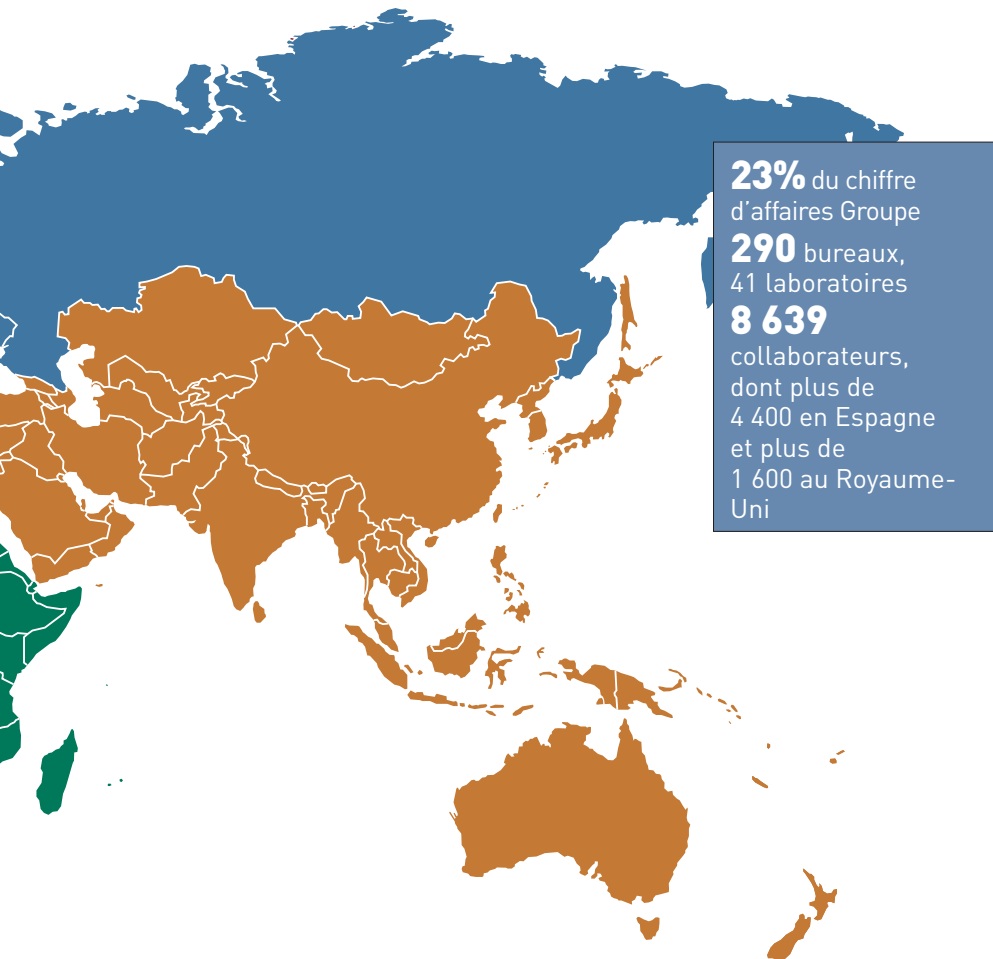 23% du chiffre
d’affaires Groupe
290 bureaux,
41 laboratoires
8 639
collaborateurs,
dont plus de
4 400 en Espagne
et plus de
1 600 au Royaume-
Uni